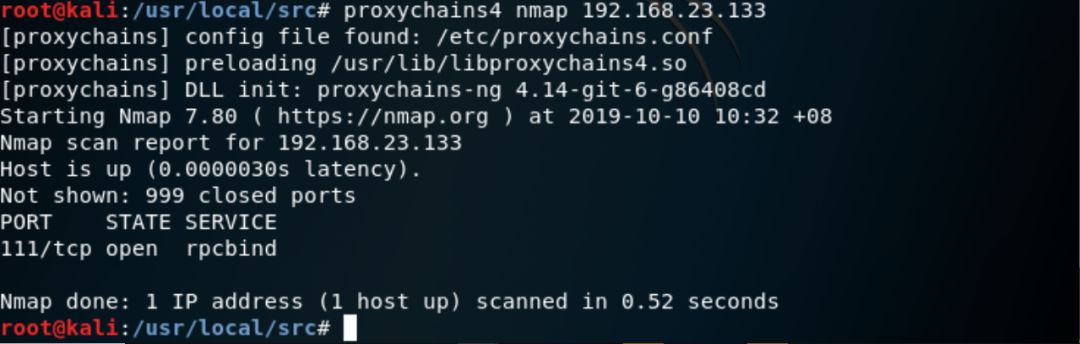 root@kali:/usr/local/src# proxychains4 nmap 192.168.23.133
[proxychains] config file found: /etc/proxychains.conf
[proxychains] preloading /usr/lib/libproxychains4.so
[proxychains] DLL init: proxychains-ng 4.14-git-6-g86408cd
Starting Nmap 7.80 ( https://nmap.org ) at 2019-10-10 10:32 +08
Nmap scan report for 192.168.23.133
Host is up (0.0000030s latency).
Not shown: 999 closed ports
PORT    STATE SERVICE
111/tcp open  rpcbind
Nmap done: 1 IP address (1 host up) scanned in 0.52 seconds
root@kali:/usr/local/src#